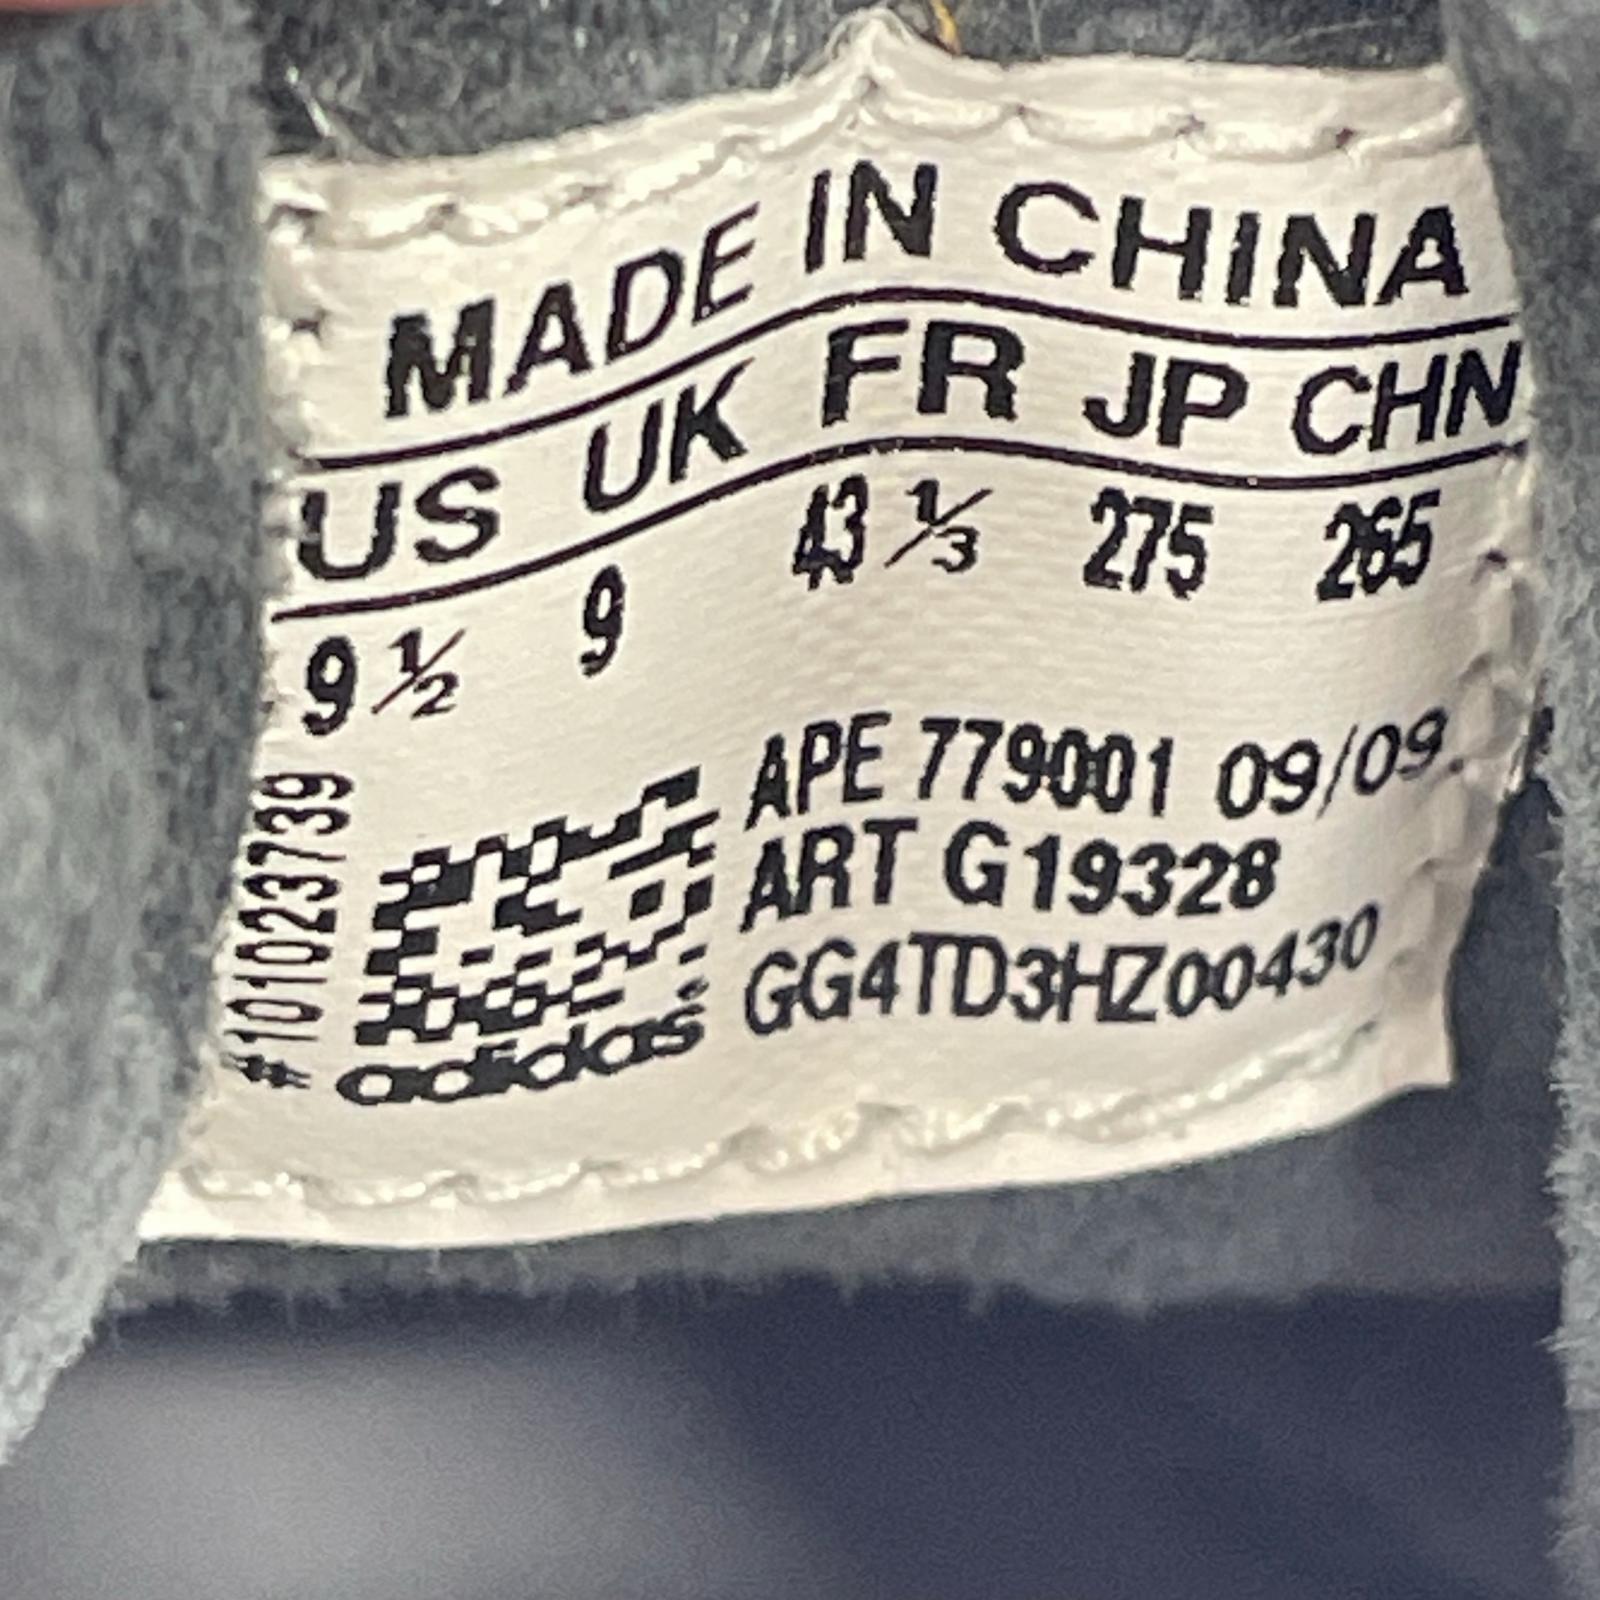 MADE IN CHINA
US UK FR JP CHN
9 ½ 9 43 ⅓ 275 265
#10102373739
APE 779001 09/09
ART G19328
GG4TD3HZ00430
adidas